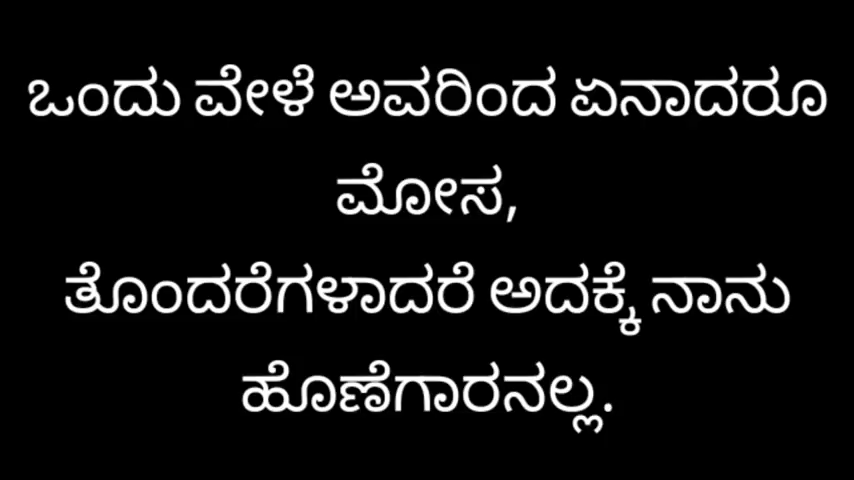 ಒಂದು ವೇಳೆ ಅವರಿಂದ ಏನಾದರೂ
ಮೋಸ,
ತೊಂದರೆಗಳಾದರೆ ಅದಕ್ಕೆ ನಾನು
ಹೊಣೆಗಾರನಲ್ಲ.